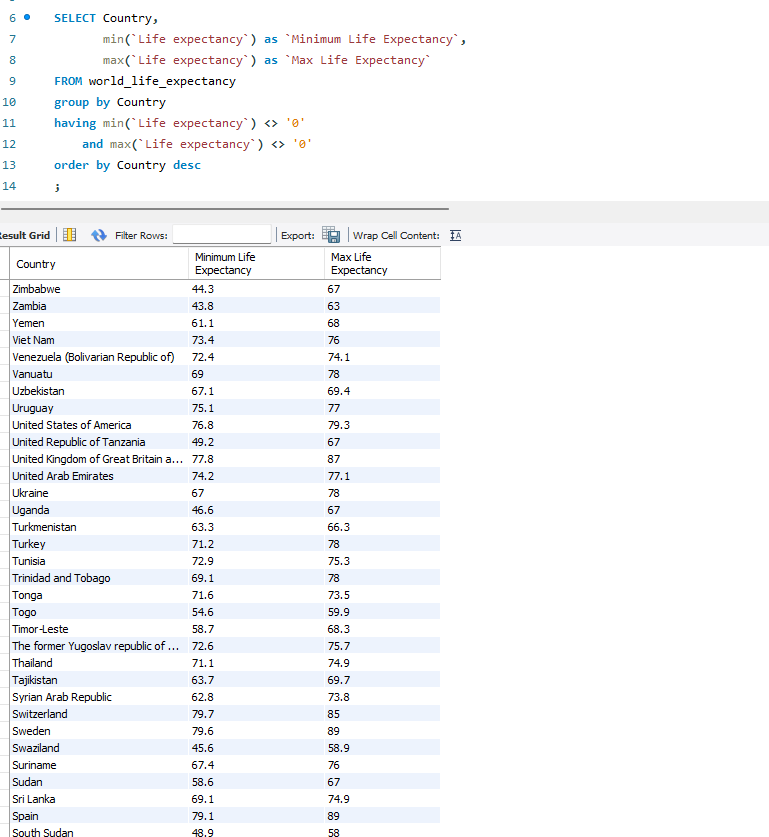 6 SELECT Country,
7 min(`Life expectancy`) as `Minimum Life Expectancy`,
8 max(`Life expectancy`) as `Max Life Expectancy`
9 FROM world_life_expectancy
10 group by Country
11 having min(`Life expectancy`) <> '0'
12 and max(`Life expectancy`) <> '0'
13 order by Country desc
14 ;
esult Grid Filter Rows: Export: Wrap Cell Content: IA
Country Minimum Life Expectancy Max Life Expectancy
Zimbabwe 44.3 67
Zambia 43.8 63
Yemen 61.1 68
Viet Nam 73.4 76
Venezuela (Bolivarian Republic of) 72.4 74.1
Vanuatu 69 78
Uzbekistan 67.1 69.4
Uruguay 75.1 77
United States of America 76.8 79.3
United Republic of Tanzania 49.2 67
United Kingdom of Great Britain a... 77.8 87
United Arab Emirates 74.2 77.1
Ukraine 67 78
Uganda 46.6 67
Turkmenistan 63.3 66.3
Turkey 71.2 78
Tunisia 72.9 75.3
Trinidad and Tobago 69.1 78
Tonga 71.6 73.5
Togo 54.6 59.9
Timor-Leste 58.7 68.3
The former Yugoslav republic of ... 72.6 75.7
Thailand 71.1 74.9
Tajikistan 63.7 69.7
Syrian Arab Republic 62.8 73.8
Switzerland 79.7 85
Sweden 79.6 89
Swaziland 45.6 58.9
Suriname 67.4 76
Sudan 58.6 67
Sri Lanka 69.1 74.9
Spain 79.1 89
South Sudan 48.9 58